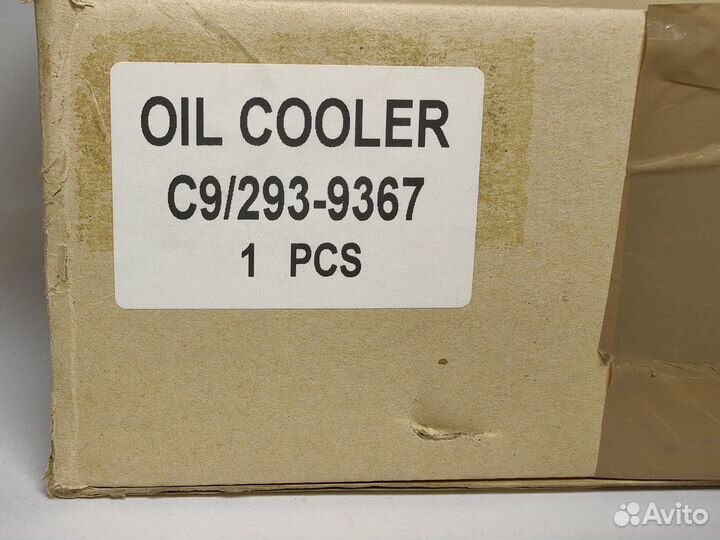 OIL COOLER
C9/293-9367
1 PCS
Avito